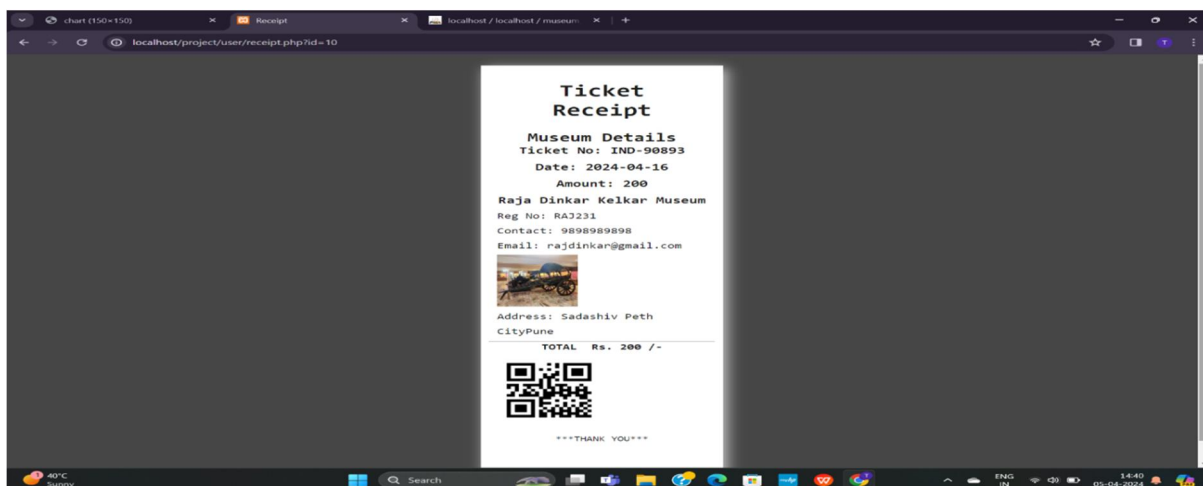 chart (150×150)
Receipt
localhost / localhost / museum
localhost/project/user/receipt.php?id=10
T
Ticket
Receipt
Museum Details
Ticket No: IND-90893
Date: 2024-04-16
Amount: 200
Raja Dinkar Kelkar Museum
Reg No: RAJ231
Contact: 9898989898
Email: rajdinkar@gmail.com
Address: Sadashiv Peth
CityPune
TOTAL Rs. 200 /-
***THANK YOU***
40°C
Sunny
Search
ENG
IN
14:40
05-04-2024